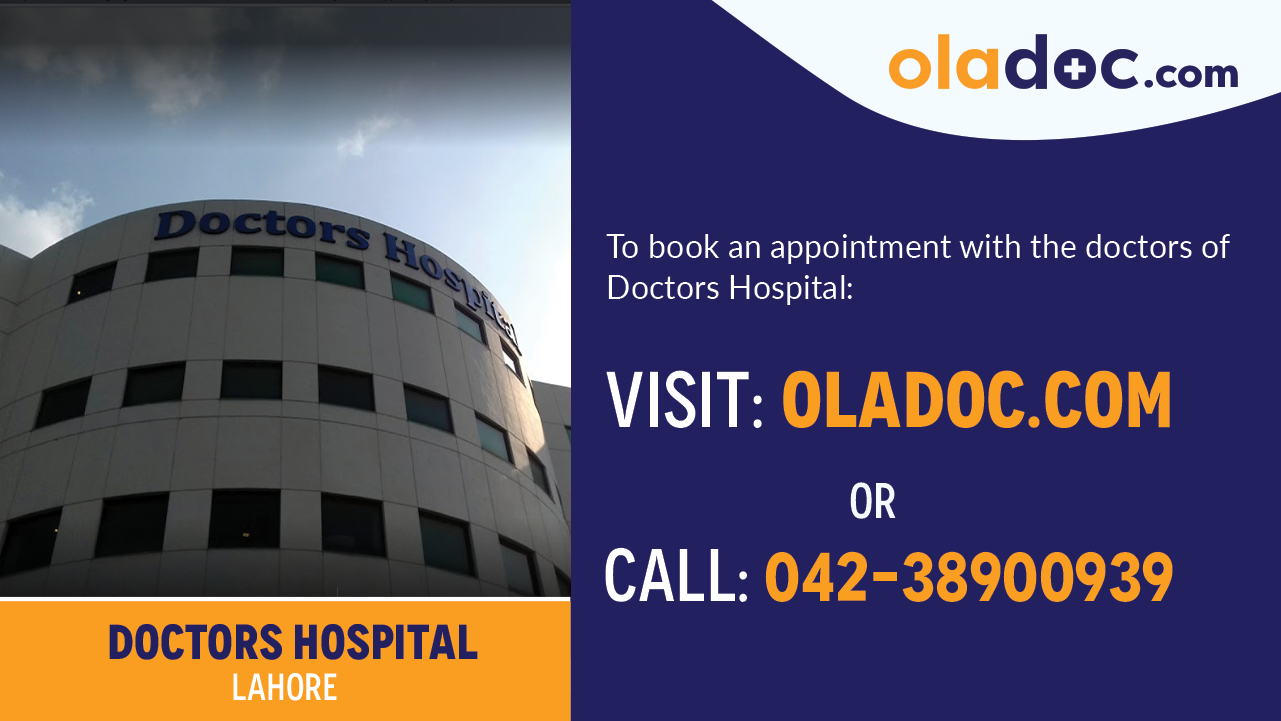 Doctors Hospital
DOCTORS HOSPITAL
LAHORE
oladoc.com
To book an appointment with the doctors of
Doctors Hospital:
VISIT: OLADOC.COM
OR
CALL: 042-38900939